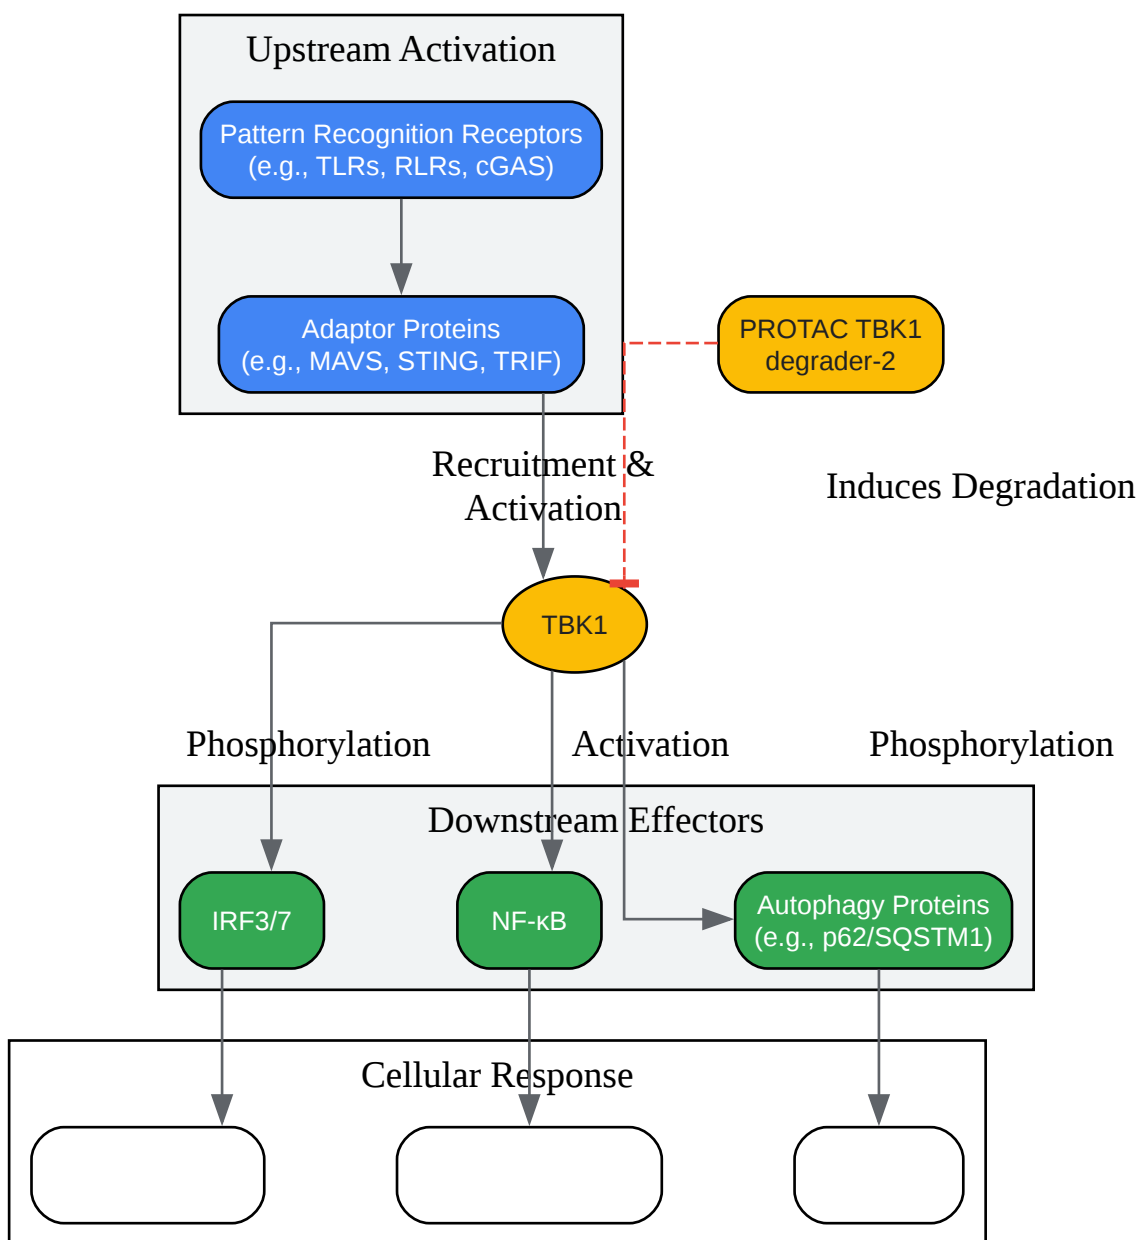 Upstream Activation
Pattern Recognition Receptors
(e.g., TLRs, RLRs, cGAS)
Adaptor Proteins
(e.g., MAVS, STING, TRIF)
PROTAC TBK1
degrader-2
Recruitment &
Activation
Induces Degradation
TBK1
Phosphorylation
Activation
Phosphorylation
Downstream Effectors
IRF3/7
NF-κB
Autophagy Proteins
(e.g., p62/SQSTM1)
Cellular Response